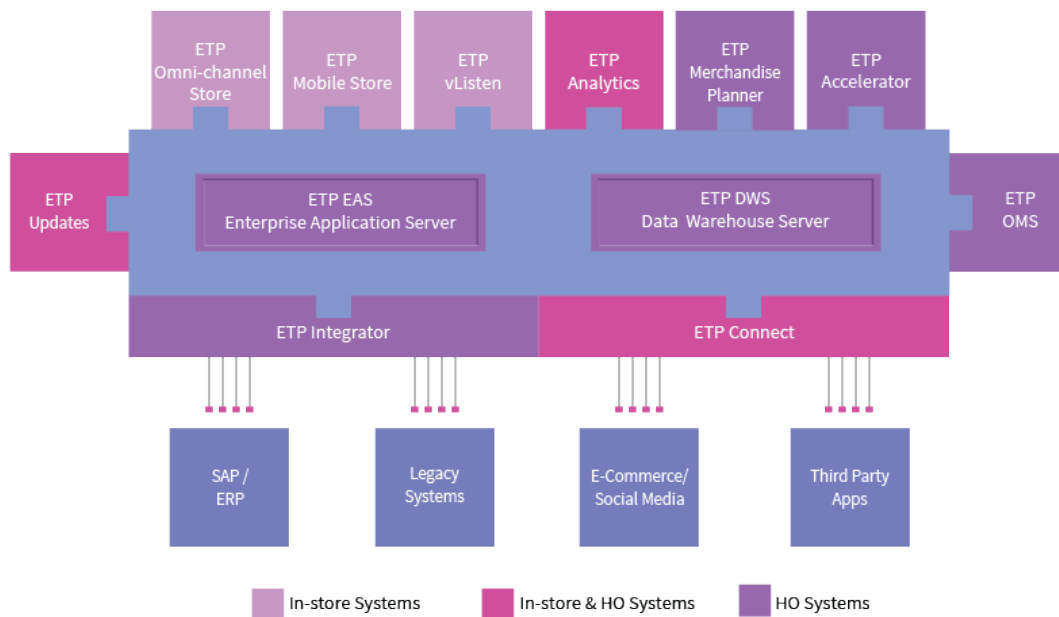 ETP
Omni-channel
Store
ETP
Mobile Store
ETP
vListen
ETP
Analytics
ETP
Merchandise
Planner
ETP
Accelerator
ETP
Updates
ETP EAS
Enterprise Application Server
ETP DWS
Data Warehouse Server
ETP
OMS
ETP Integrator
ETP Connect
SAP /
ERP
Legacy
Systems
E-Commerce/
Social Media
Third Party
Apps
In-store Systems
In-store & HO Systems
HO Systems